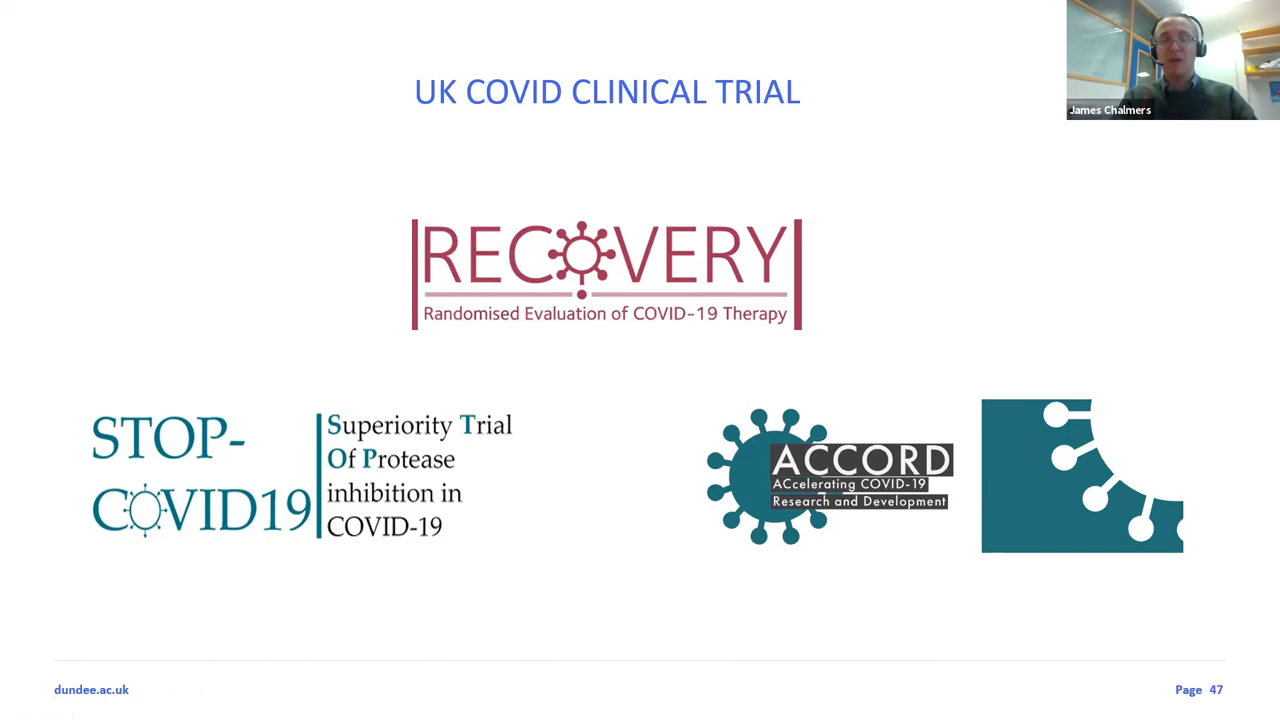 UK COVID CLINICAL TRIAL
James Chalmers
RECOVERY
Randomised Evaluation of COVID-19 Therapy
STOP-
COVID19
Superiority Trial
Of Protease
inhibition in
COVID-19
ACCORD
ACcelerating COVID-19
Research and Development
dundee.ac.uk
Page 47